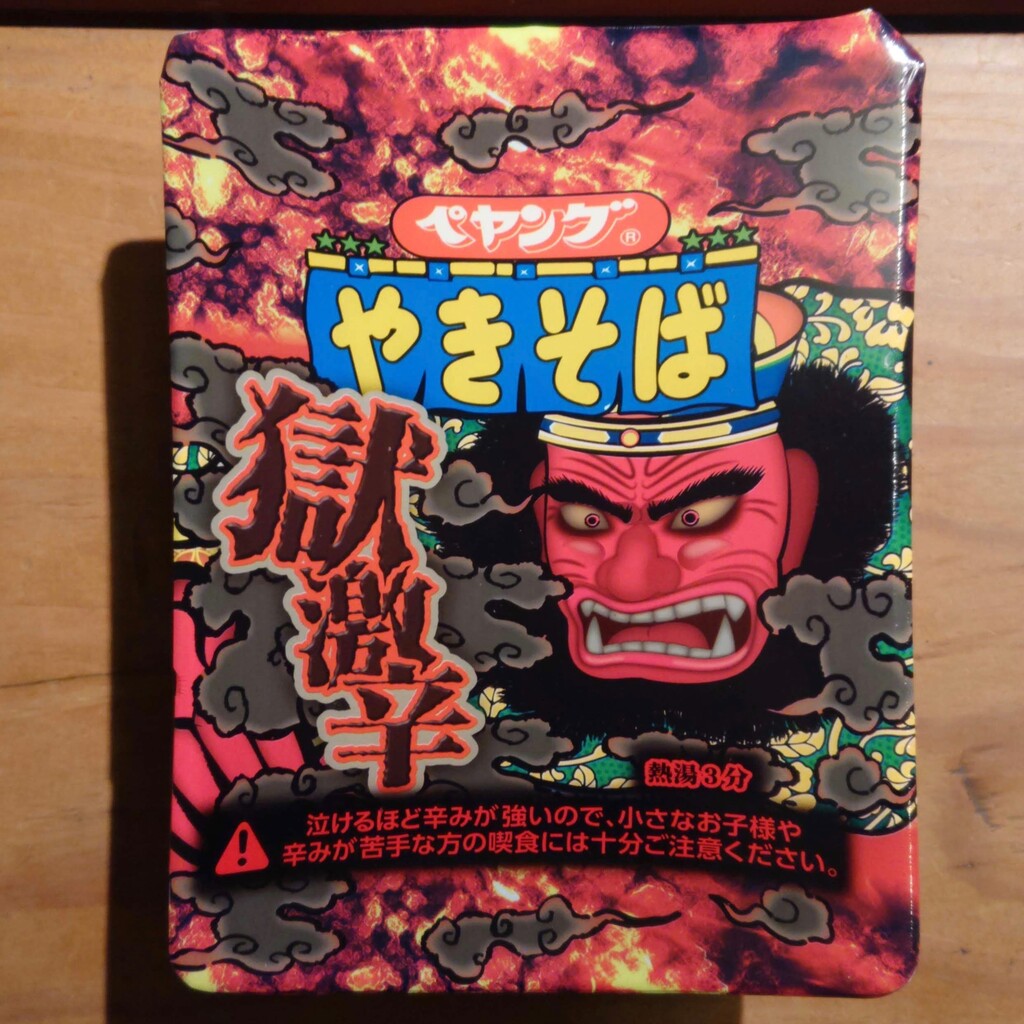 ペヤング®
やきそば
獄激辛
熱湯3分
泣けるほど辛みが強いので、小さなお子様や
辛みが苦手な方の喫食には十分ご注意ください。